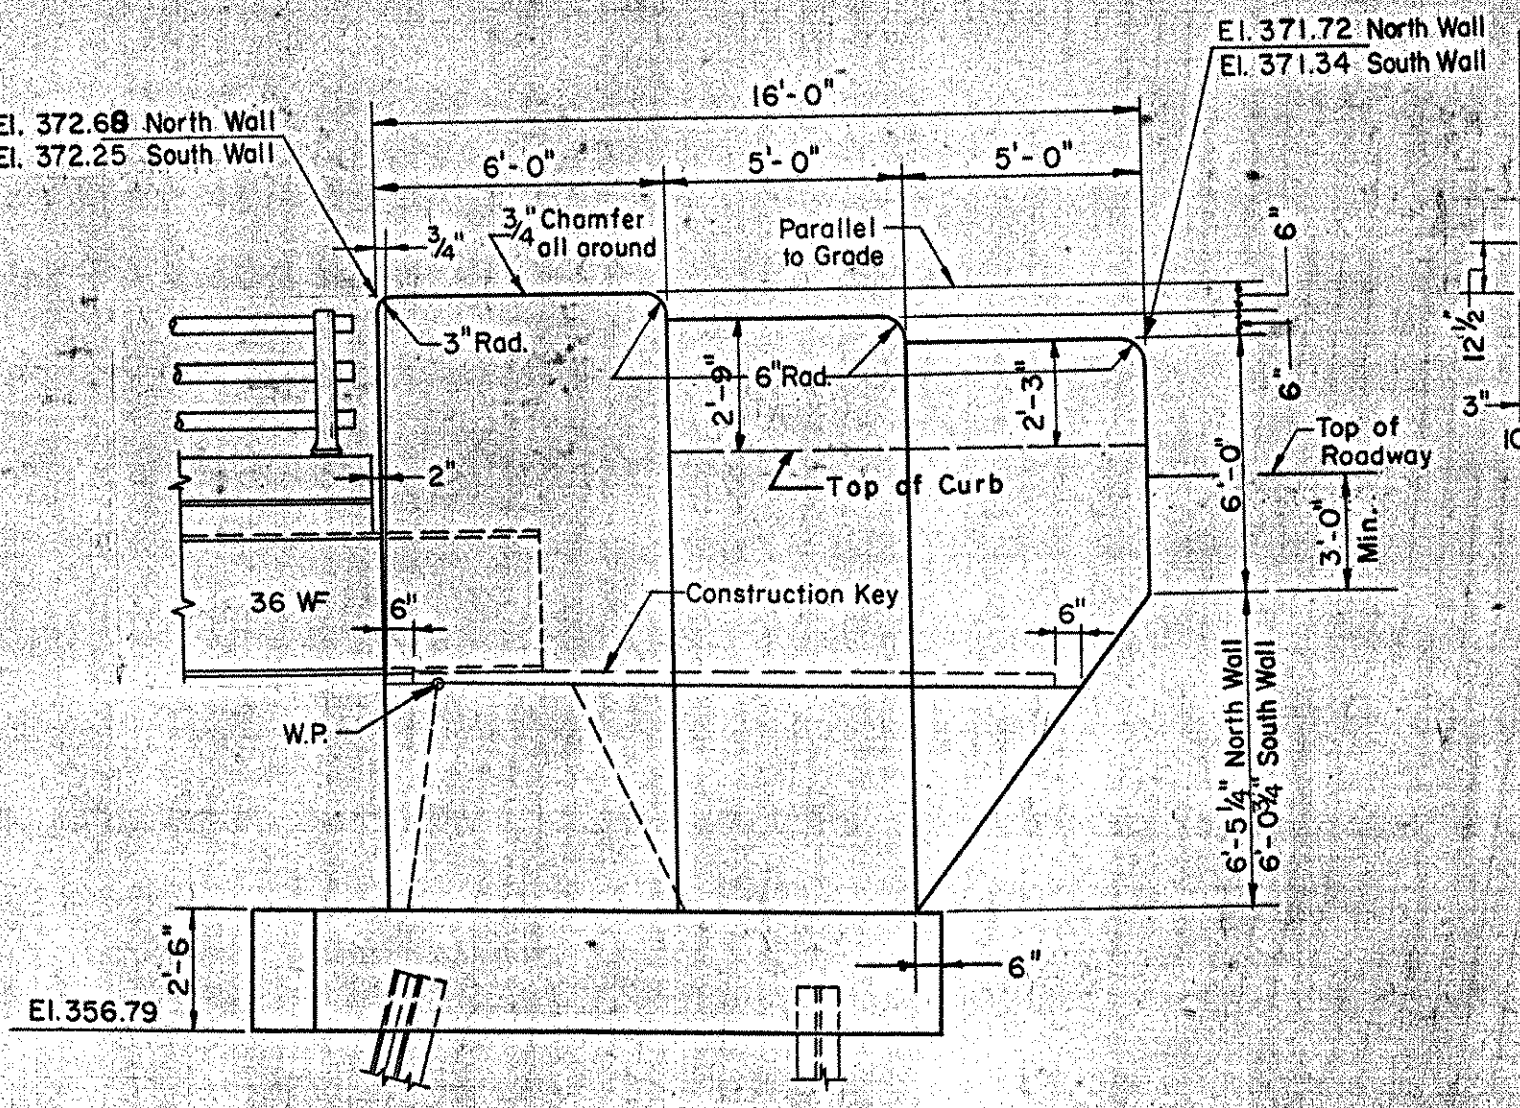 El. 371.72 North Wall
El. 371.34 South Wall
16'-0"
El. 372.68 North Wall
El. 372.25 South Wall
6'-0"
5'-0"
5'-0"
3/4"
3/4" Chamfer
all around
Parallel
to Grade
6"
12 1/2"
3" Rad.
2'-9"
6" Rad.
2'-3"
6"
3"
2"
Top of Curb
6'-0"
Top of
Roadway
3'-0"
Min.
36 WF
6"
Construction Key
6"
W.P.
6'-5 1/4" North Wall
6'-0 3/4" South Wall
2'-6"
6"
El. 356.79